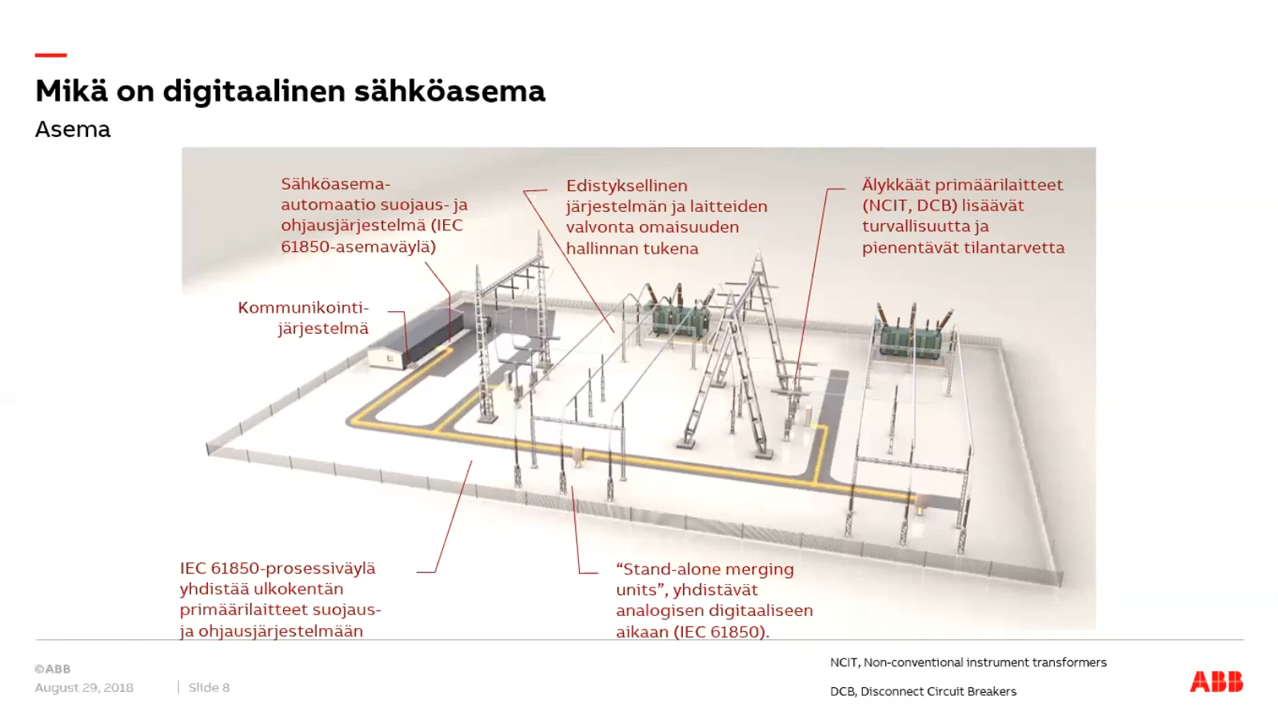 Mikä on digitaalinen sähköasema
Asema
Sähköasema-
automaatio suojaus- ja
ohjausjärjestelmä (IEC
61850-asemaväylä)
Edistyksellinen
järjestelmän ja laitteiden
valvonta omaisuuden
hallinnan tukena
Älykkäät primäärilaitteet
(NCIT, DCB) lisäävät
turvallisuutta ja
pienentävät tilantarvetta
Kommunikointi-
järjestelmä
IEC 61850-prosessiväylä
yhdistää ulkokentän
primäärilaitteet suojaus-
ja ohjausjärjestelmään
“Stand-alone merging
units”, yhdistävät
analogisen digitaaliseen
aikaan (IEC 61850).
©ABB
August 29, 2018 | Slide 8
NCIT, Non-conventional instrument transformers
DCB, Disconnect Circuit Breakers
ABB